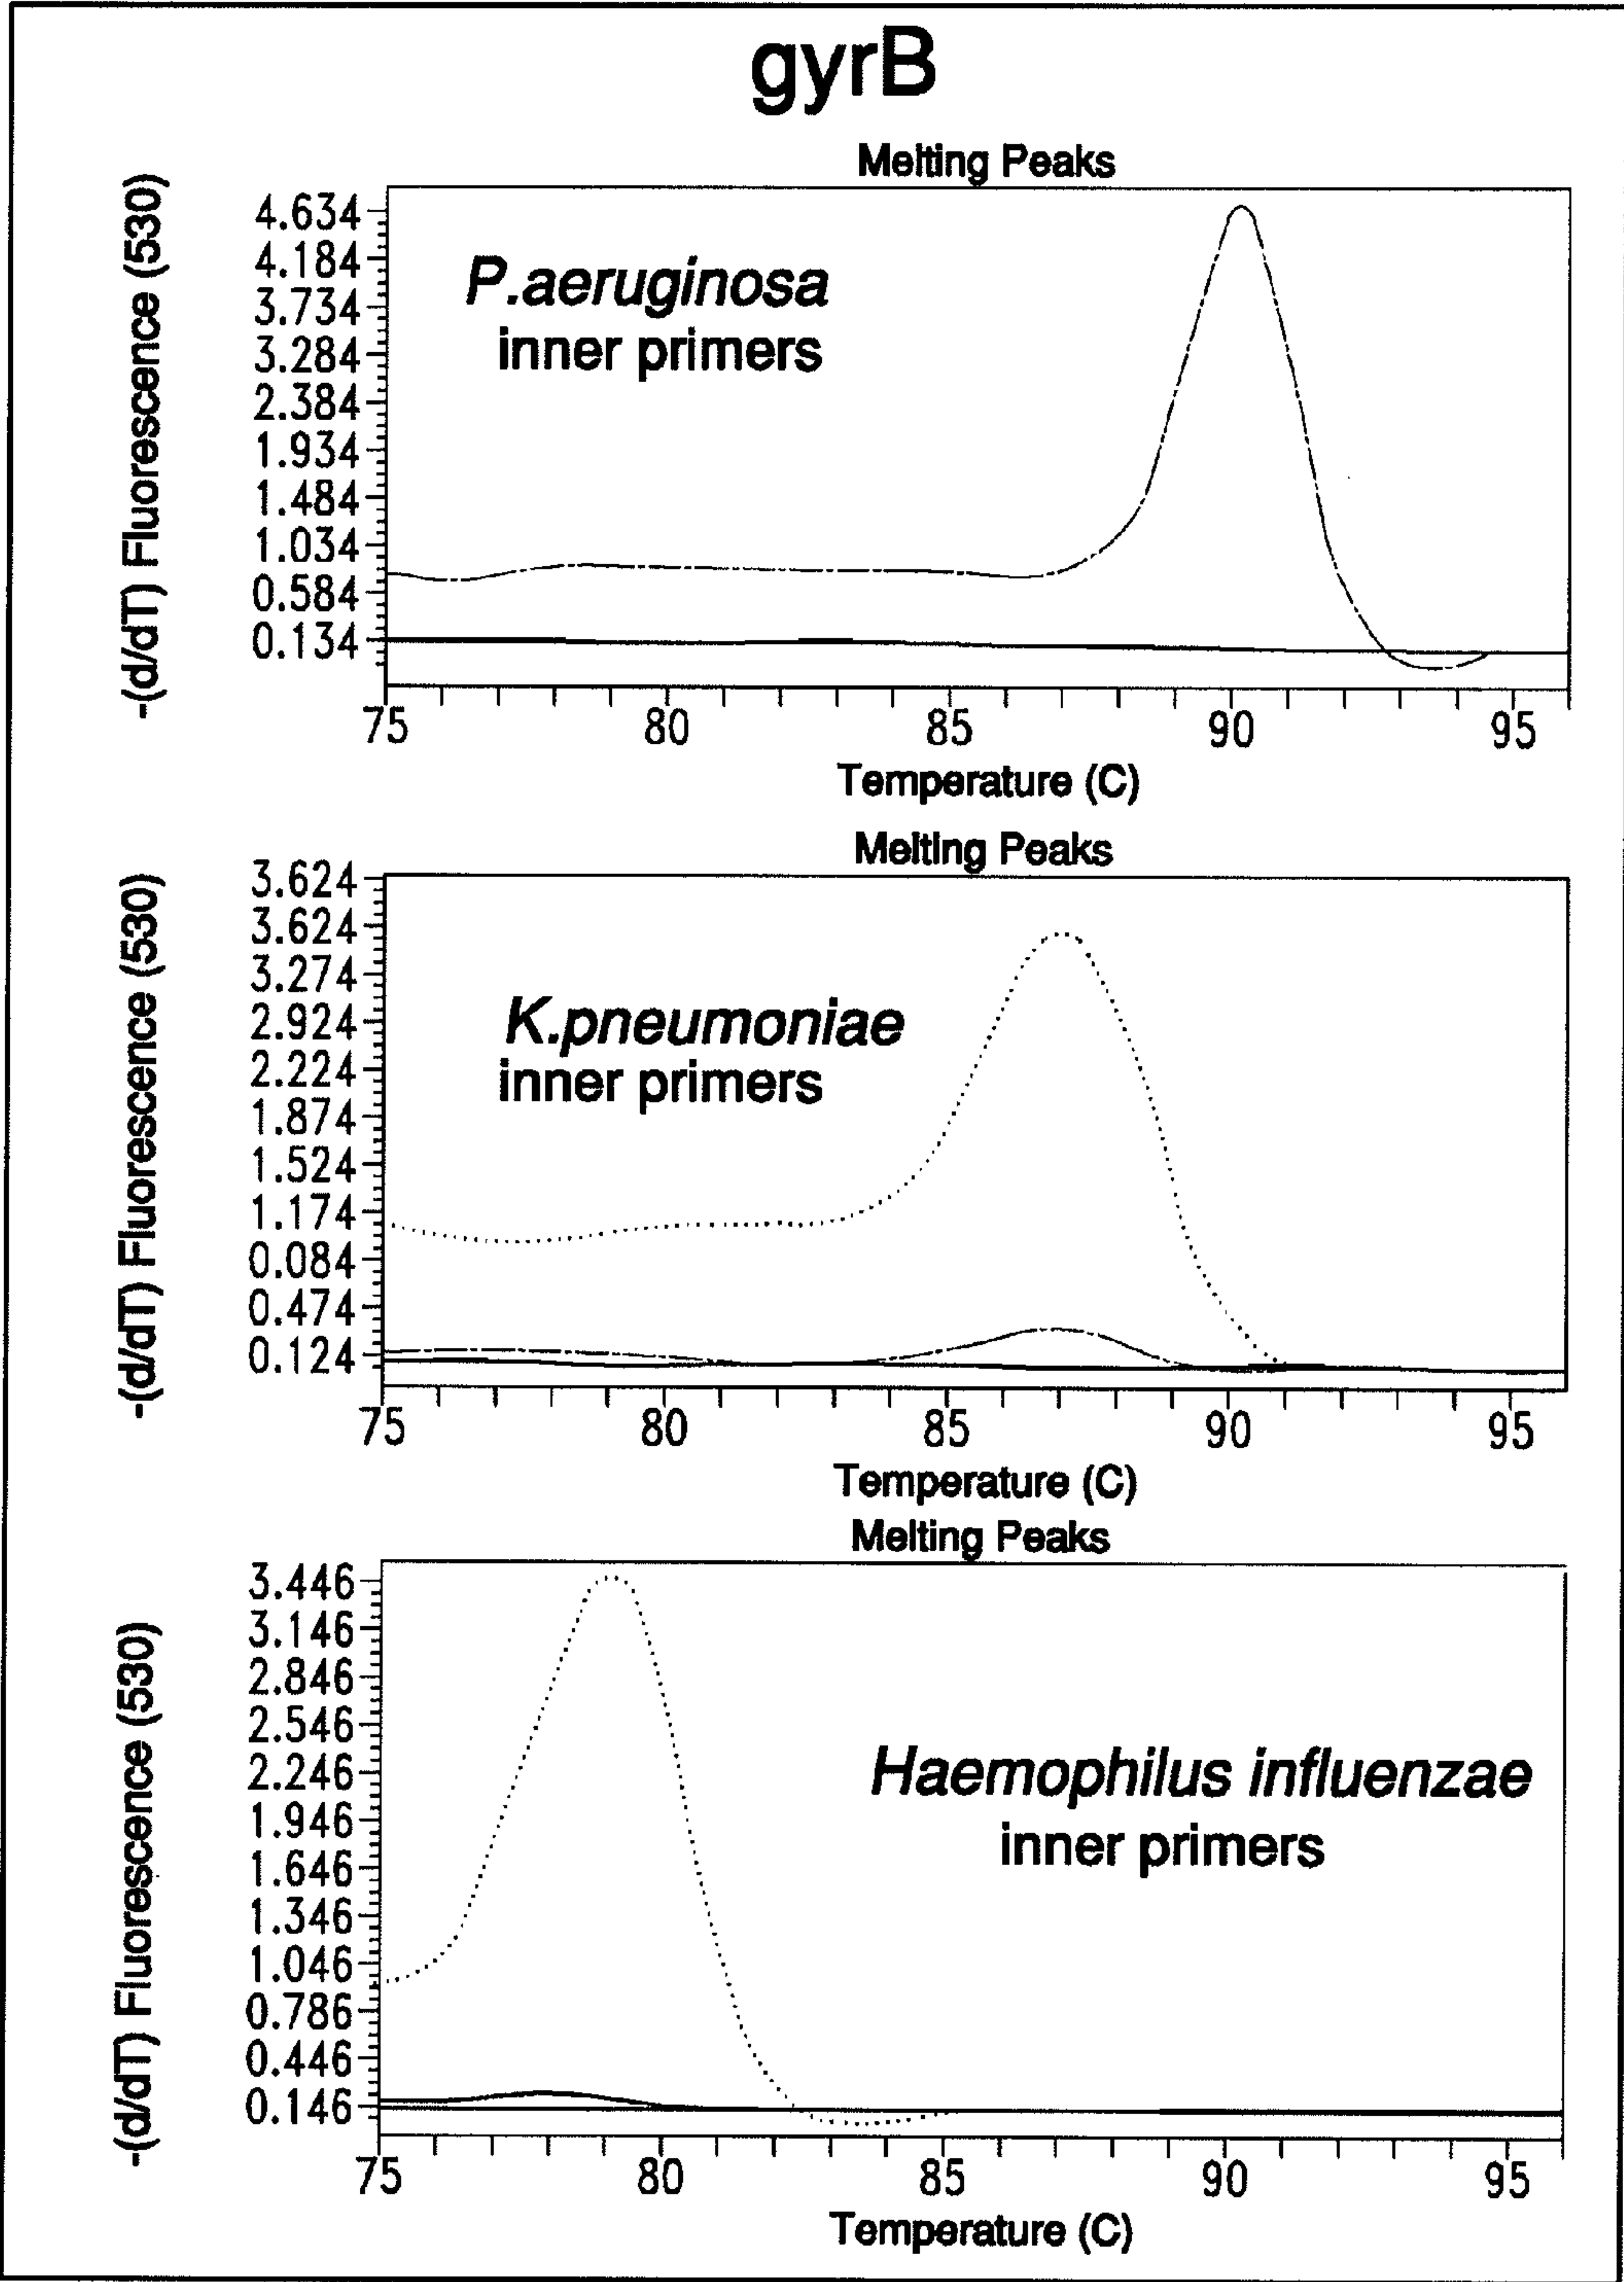 gyrB
Melting Peaks
-(d/dT) Fluorescence (530)
4.634
4.184
3.734
3.284
2.384
1.934
1.484
1.034
0.584
0.134
P.aeruginosa
inner primers
75 80 85 90 95
Temperature (C)
Melting Peaks
-(d/dT) Fluorescence (530)
3.624
3.624
3.274
2.924
2.224
1.874
1.524
1.174
0.084
0.474
0.124
K.pneumoniae
inner primers
75 80 85 90 95
Temperature (C)
Melting Peaks
-(d/dT) Fluorescence (530)
3.446
3.146
2.846
2.546
2.246
1.946
1.646
1.346
1.046
0.786
0.446
0.146
Haemophilus influenzae
inner primers
75 80 85 90 95
Temperature (C)